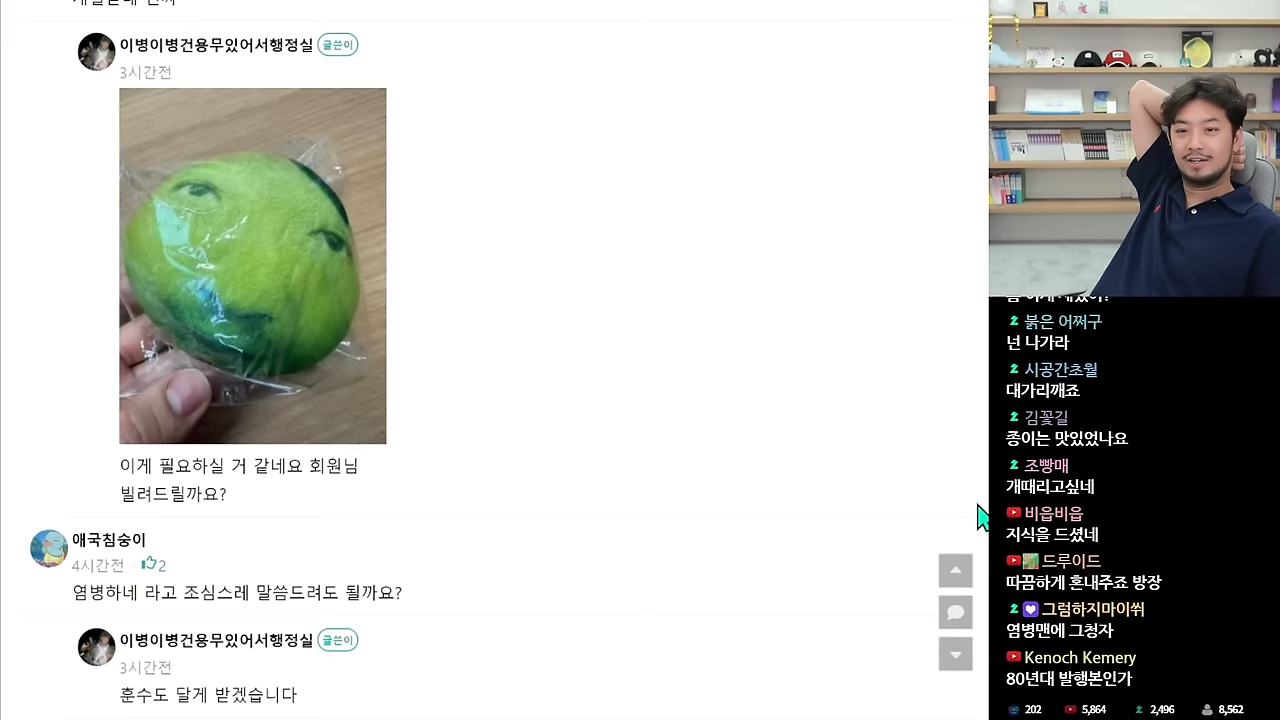 이병이병건용무있어서행정실 글쓴이
3시간전
이게 필요하실 거 같네요 회원님
빌려드릴까요?
애국침숭이
4시간전 · 2
염병하네 라고 조심스레 말씀드려도 될까요?
이병이병건용무있어서행정실 글쓴이
3시간전
훈수도 달게 받겠습니다
붉은 어쩌구
넌 나가라
시공간초월
대가리깨죠
김꽃길
종이는 맛있었나요
조빵매
개때리고싶네
비읍비읍
지식을 드셨네
드루이드
따끔하게 혼내주죠 방장
그럼하지마이쒸
염병맨에 그청자
Kenoch Kemery
80년대 발행본인가
202 5,864 2,496 8,562